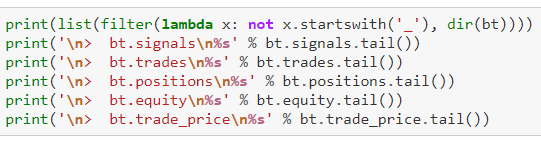 print(list(filter(lambda x: not x.startswith('_'), dir(bt))))
print('\n>  bt.signals\n%s' % bt.signals.tail())
print('\n>  bt.trades\n%s' % bt.trades.tail())
print('\n>  bt.positions\n%s' % bt.positions.tail())
print('\n>  bt.equity\n%s' % bt.equity.tail())
print('\n>  bt.trade_price\n%s' % bt.trade_price.tail())